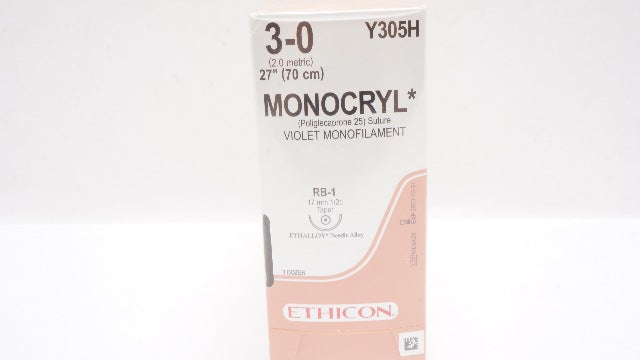 3-0
Y305H
(2.0 metric)
27" (70 cm)
MONOCRYL*
(Poliglecaprone 25) Suture
VIOLET MONOFILAMENT
RB-1
17 mm 1/2c
Taper
ETHALLOY* Needle Alloy
3 DOZEN
ETHICON